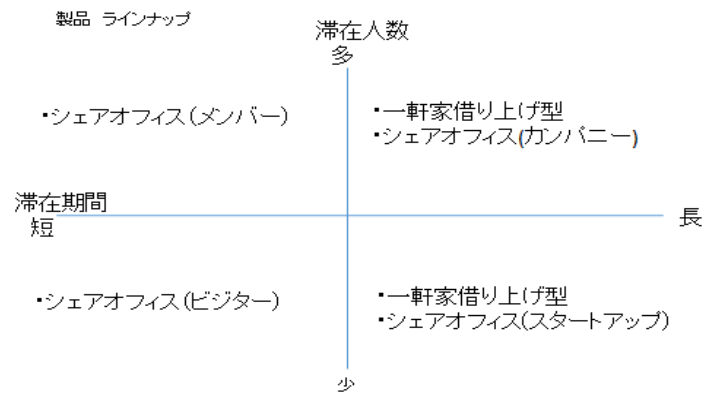 製品 ラインナップ
滞在人数
多
・シェアオフィス(メンバー)
・一軒家借り上げ型
・シェアオフィス(カンパニー)
滞在期間
短
長
・シェアオフィス(ビジター)
・一軒家借り上げ型
・シェアオフィス(スタートアップ)
少